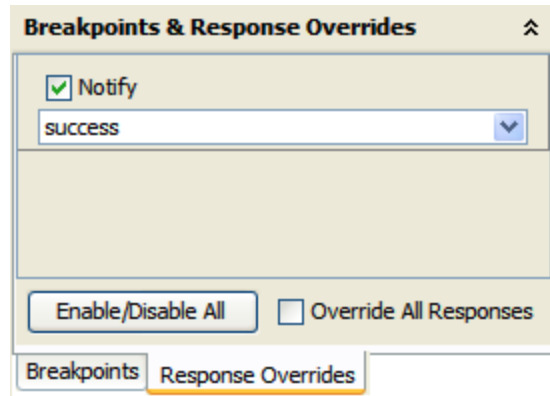 Breakpoints & Response Overrides
Notify
success
Enable/Disable All
Override All Responses
Breakpoints
Response Overrides